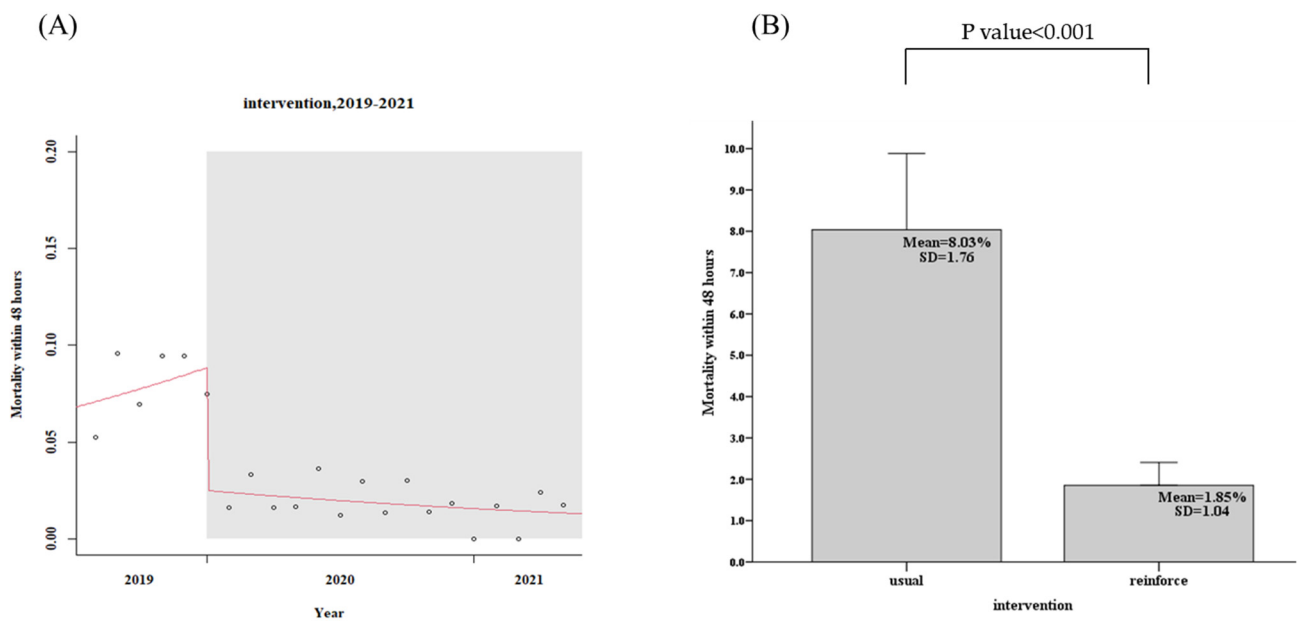 (A)
intervention,2019-2021
Mortality within 48 hours
0.20
0.15
0.10
0.05
0.00
2019
2020
2021
Year
(B)
P value<0.001
Mortality within 48 hours
10.0
9.0
8.0
7.0
6.0
5.0
4.0
3.0
2.0
1.0
0.0
Mean=8.03%
SD=1.76
Mean=1.85%
SD=1.04
usual
reinforce
intervention